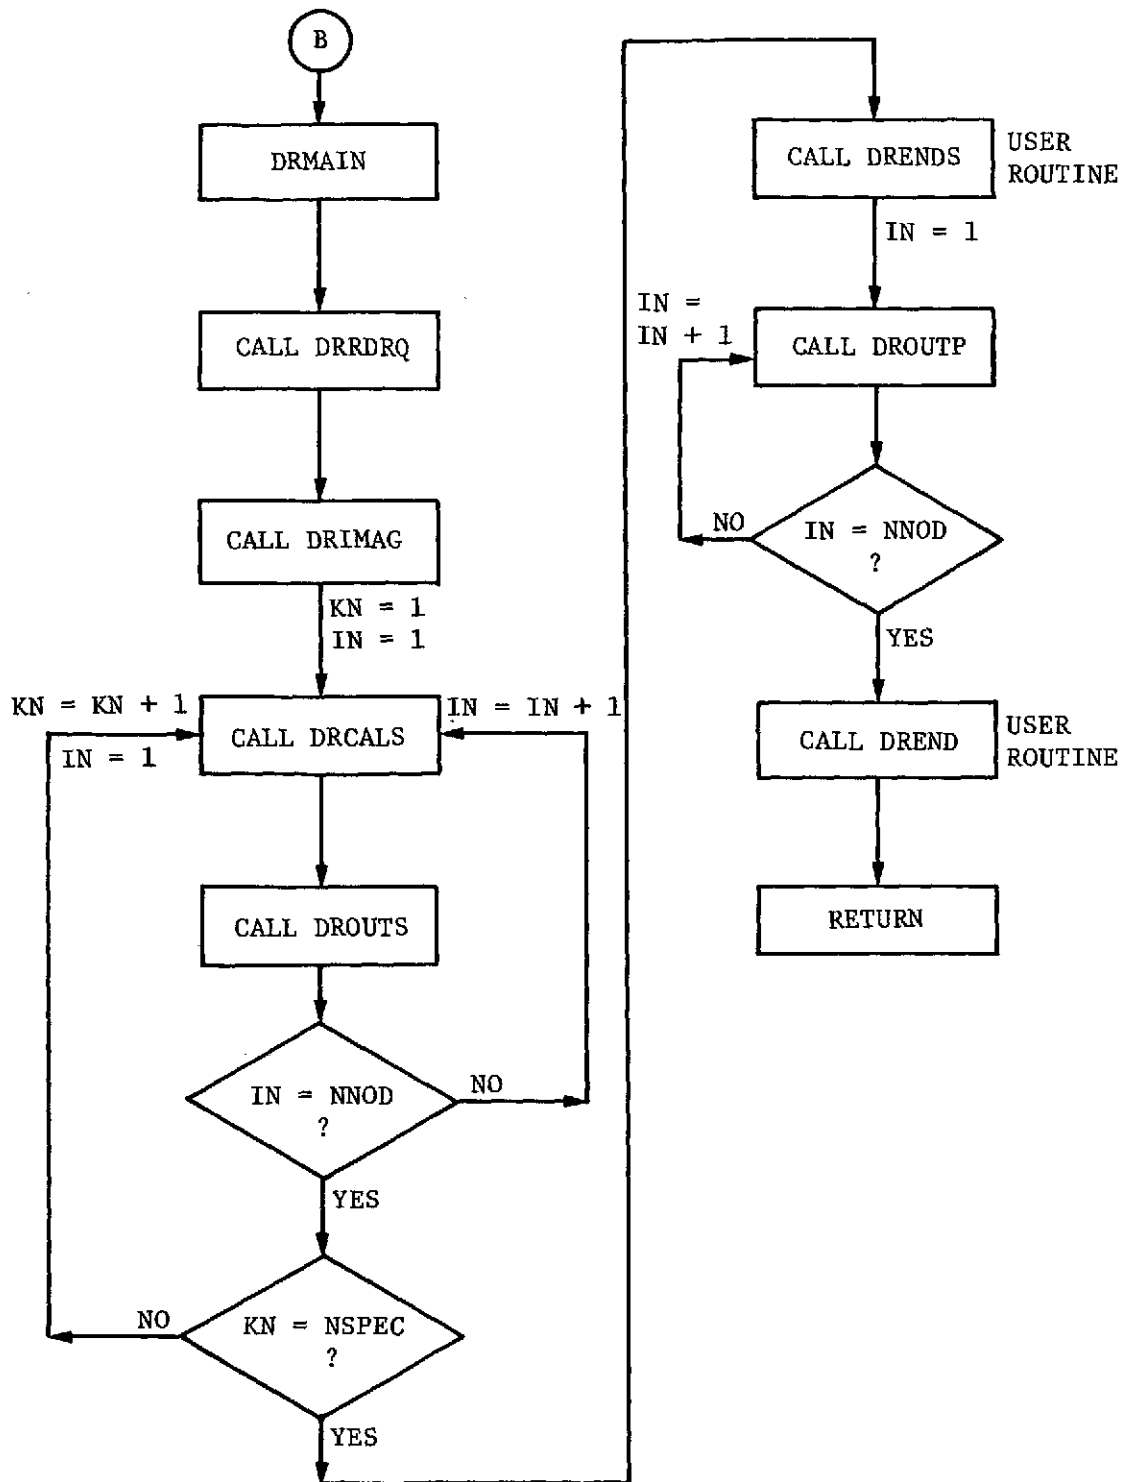 B
DRMAIN
CALL DRRDRQ
CALL DRIMAG
KN = 1
IN = 1
KN = KN + 1
IN = 1
CALL DRCALS
IN = IN + 1
CALL DROUTS
IN = NNOD
?
NO
YES
KN = NSPEC
?
NO
YES
CALL DRENDS
USER
ROUTINE
IN = 1
IN =
IN + 1
CALL DROUTP
IN = NNOD
?
NO
YES
CALL DREND
USER
ROUTINE
RETURN